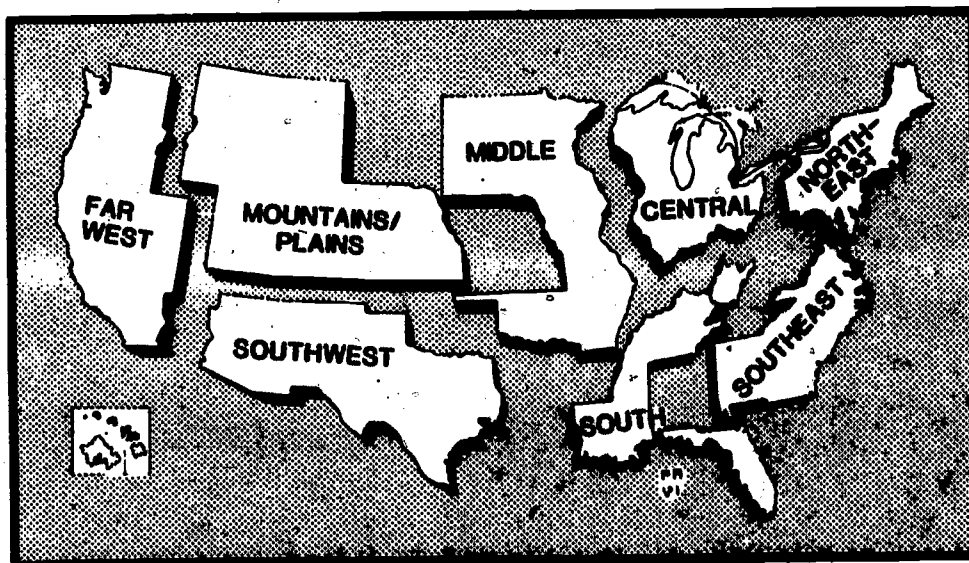 FAR
WEST
MOUNTAINS/
PLAINS
SOUTHWEST
MIDDLE
CENTRAL
NORTH-
EAST
SOUTHEAST
SOUTH
PR
VI